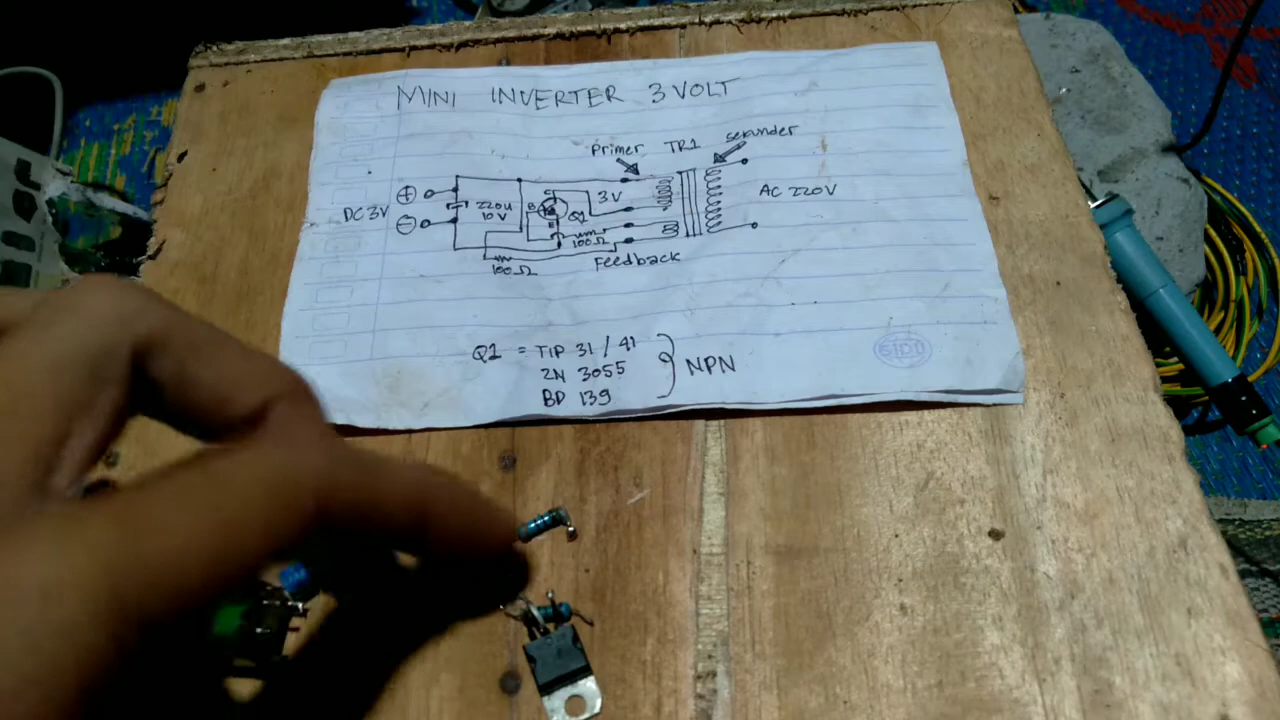 MINI INVERTER 3 VOLT
Primer TR1 sekunder
DC 3V
+
-
220u
10V
C
B
E
Q1
3V
100Ω
100Ω
Feedback
AC 220V
Q1 = TIP 31 / 41
2N 3055
BD 139
NPN
SIDU